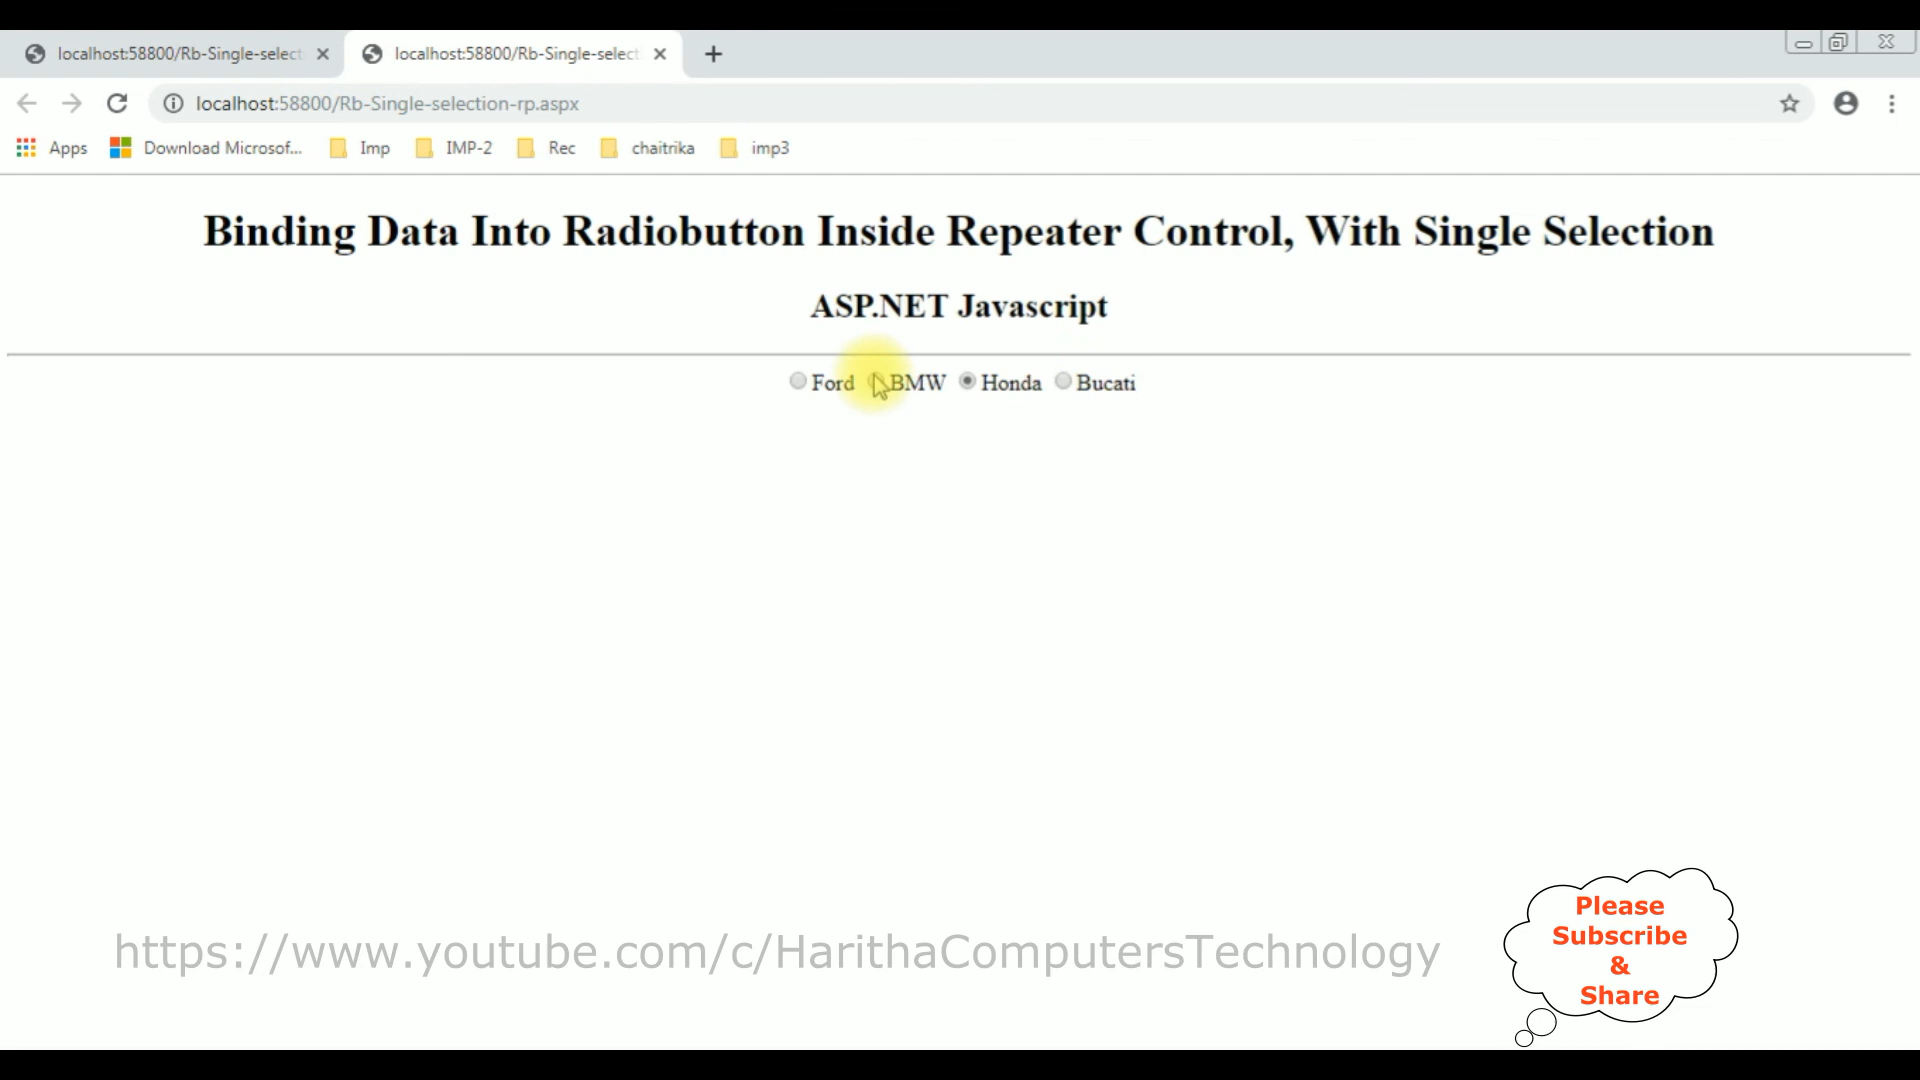 localhost:58800/Rb-Single-select
localhost:58800/Rb-Single-select
localhost:58800/Rb-Single-selection-rp.aspx
Apps Download Microsof... Imp IMP-2 Rec chaitrika imp3
Binding Data Into Radiobutton Inside Repeater Control, With Single Selection
ASP.NET Javascript
Ford BMW Honda Bucati
https://www.youtube.com/c/HarithaComputersTechnology
Please
Subscribe
&
Share